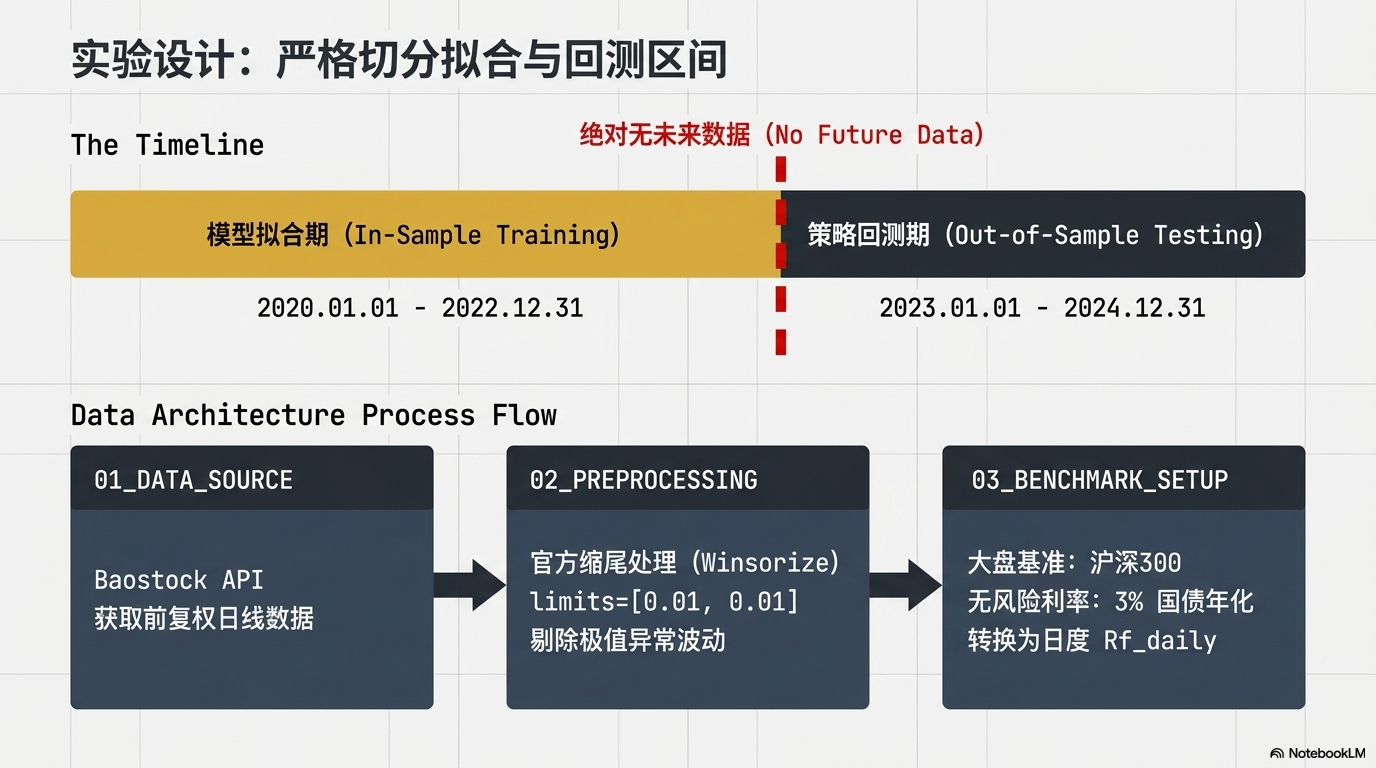 实验设计：严格切分拟合与回测区间
The Timeline
绝对无未来数据（No Future Data）
模型拟合期（In-Sample Training）
策略回测期（Out-of-Sample Testing）
2020.01.01 - 2022.12.31
2023.01.01 - 2024.12.31
Data Architecture Process Flow
01_DATA_SOURCE
Baostock API
获取前复权日线数据
02_PREPROCESSING
官方缩尾处理（Winsorize）
limits=[0.01, 0.01]
剔除极值异常波动
03_BENCHMARK_SETUP
大盘基准：沪深300
无风险利率：3% 国债年化
转换为日度 Rf_daily
NotebookLM